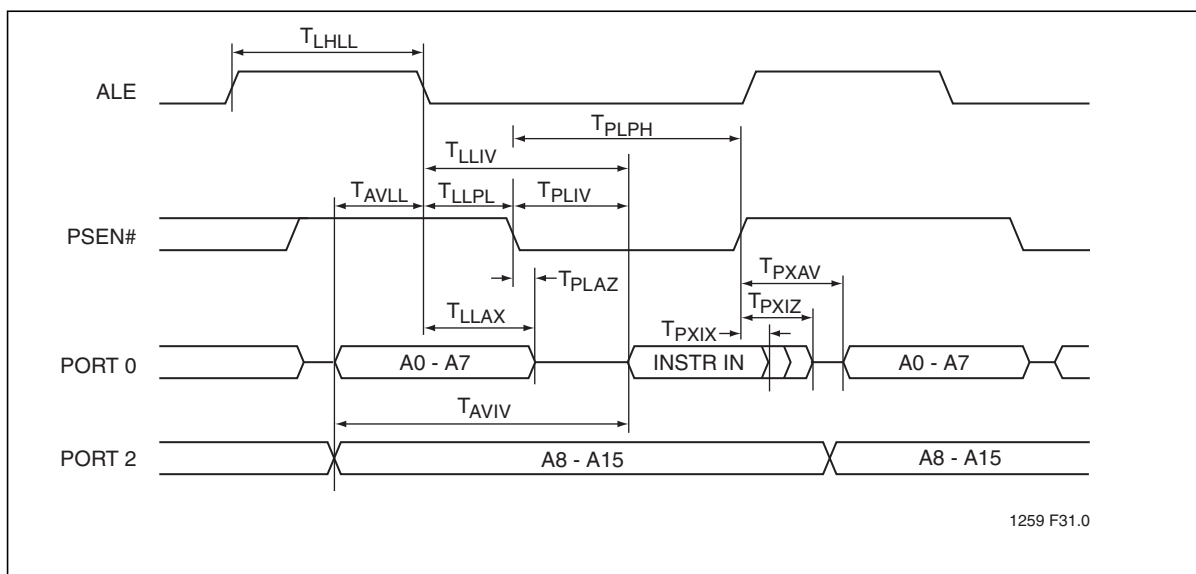 TLHLL
ALE
TPLPH
TLLIV
TAVLL TLLPL TPLIV
PSEN#
TPLAZ
TPXAV
TLLAX
TPXIZ
TPXIX
PORT 0 A0 - A7 INSTR IN A0 - A7
TAVIV
PORT 2 A8 - A15 A8 - A15
1259 F31.0